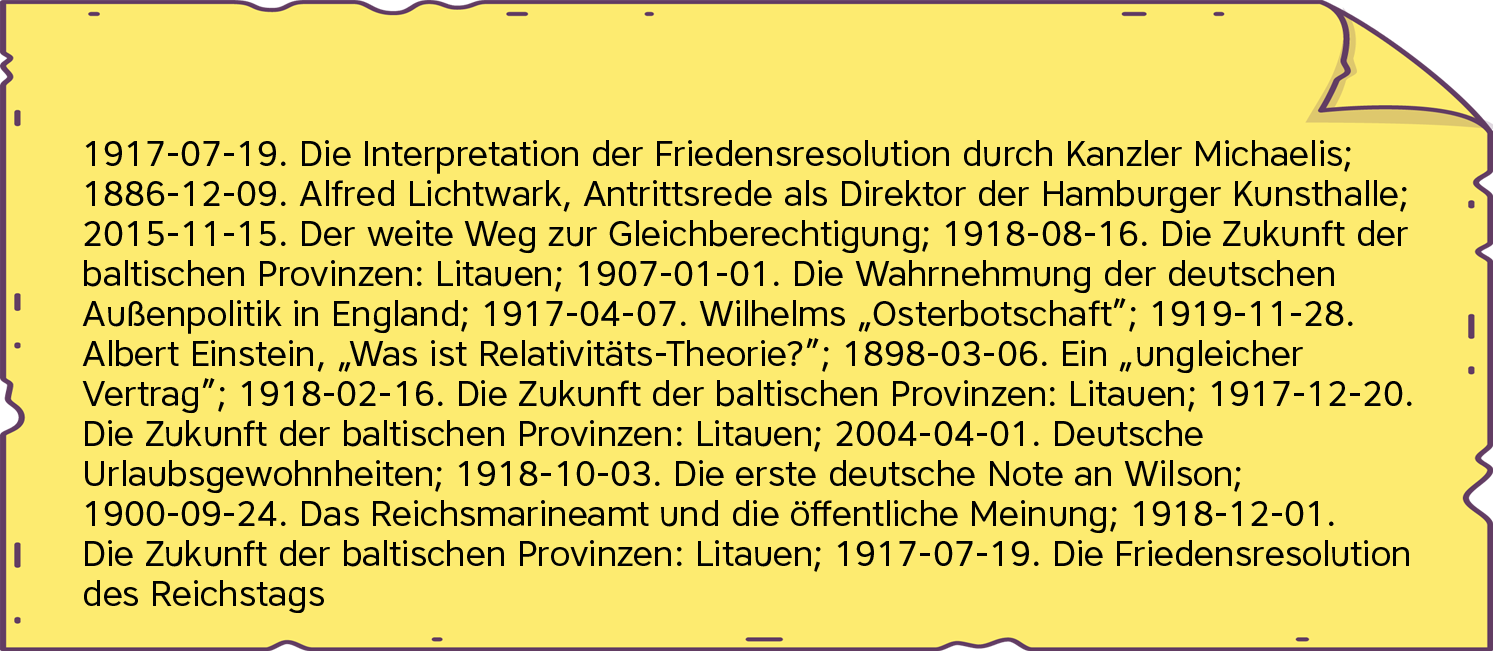 1917-07-19. Die Interpretation der Friedensresolution durch Kanzler Michaelis;
1886-12-09. Alfred Lichtwark, Antrittsrede als Direktor der Hamburger Kunsthalle;
2015-11-15. Der weite Weg zur Gleichberechtigung; 1918-08-16. Die Zukunft der
baltischen Provinzen: Litauen; 1907-01-01. Die Wahrnehmung der deutschen
Außenpolitik in England; 1917-04-07. Wilhelms „Osterbotschaft”; 1919-11-28.
Albert Einstein, „Was ist Relativitäts-Theorie?”; 1898-03-06. Ein „ungleicher
Vertrag”; 1918-02-16. Die Zukunft der baltischen Provinzen: Litauen; 1917-12-20.
Die Zukunft der baltischen Provinzen: Litauen; 2004-04-01. Deutsche
Urlaubsgewohnheiten; 1918-10-03. Die erste deutsche Note an Wilson;
1900-09-24. Das Reichsmarineamt und die öffentliche Meinung; 1918-12-01.
Die Zukunft der baltischen Provinzen: Litauen; 1917-07-19. Die Friedensresolution
des Reichstags